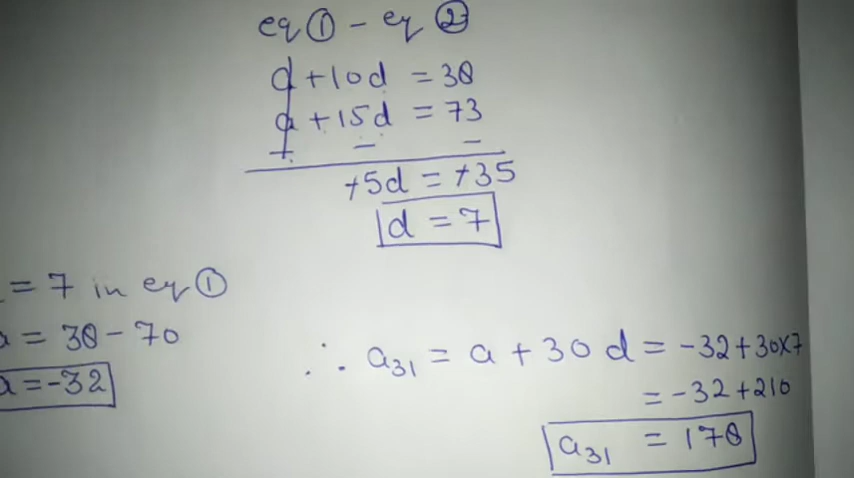 eq ① - eq ②
a + 10d = 38
a + 15d = 73
- - -
+5d = +35
d = 7
= 7 in eq ①
a = 38 - 70
a = -32
∴ a₃₁ = a + 30 d = -32 + 30×7
= -32 + 210
a₃₁ = 178